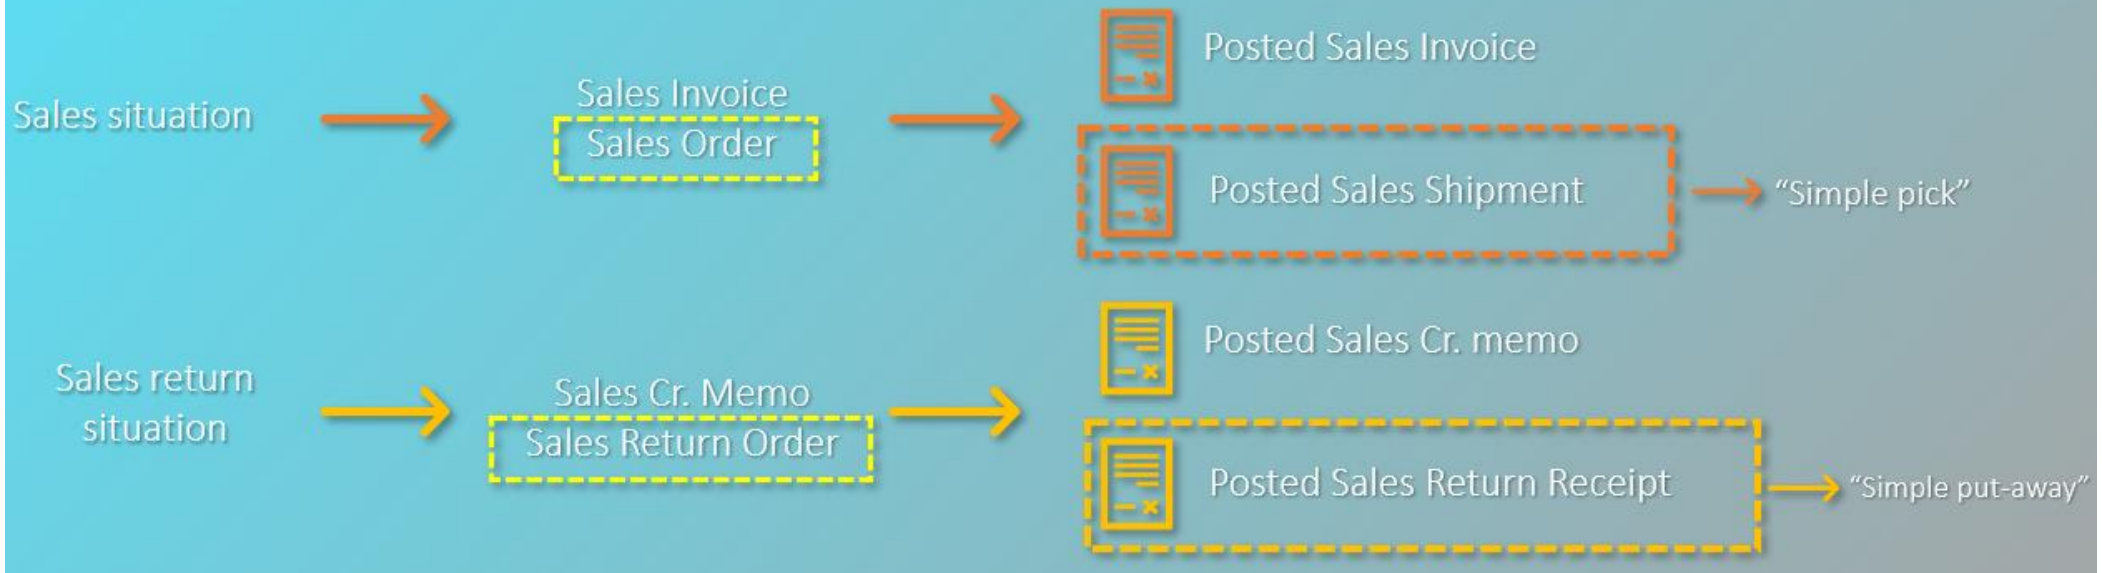 Sales situation
Sales Invoice
Sales Order
Posted Sales Invoice
Posted Sales Shipment
“Simple pick”
Sales return
situation
Sales Cr. Memo
Sales Return Order
Posted Sales Cr. memo
Posted Sales Return Receipt
“Simple put-away”